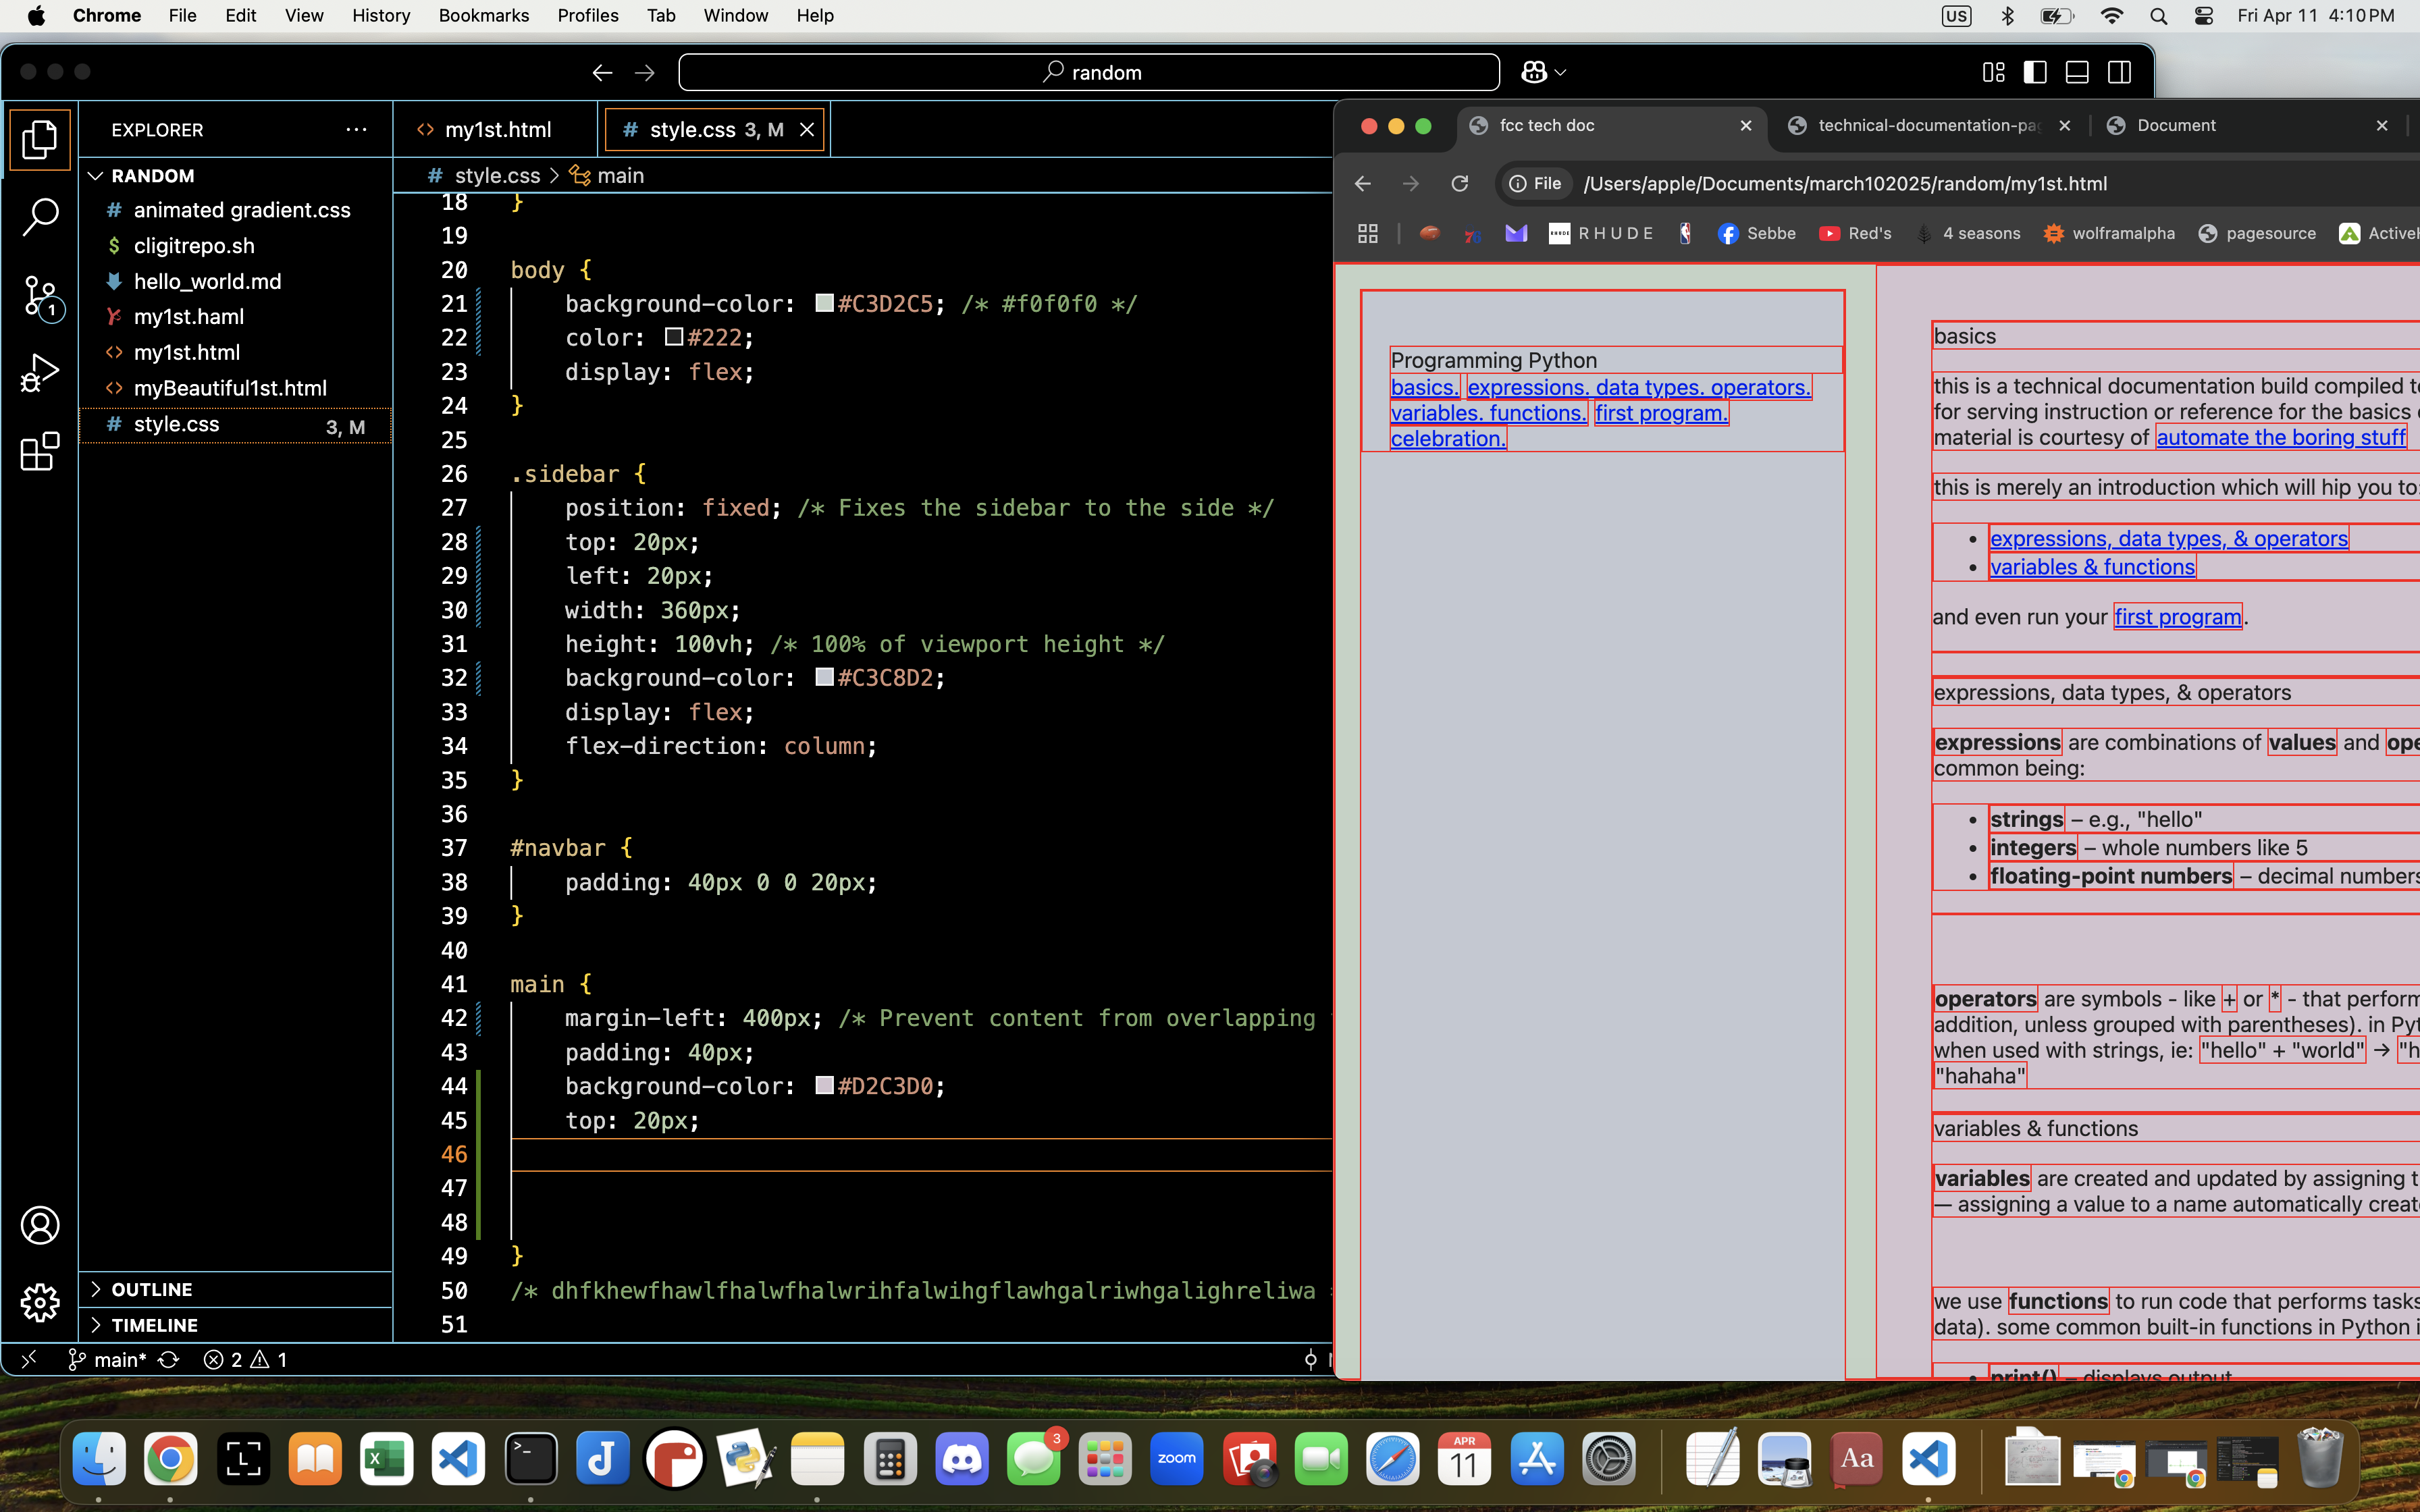 Chrome File Edit View History Bookmarks Profiles Tab Window Help
US Fri Apr 11 4:10 PM
random
EXPLORER
RANDOM
# animated gradient.css
$ cligitrepo.sh
hello_world.md
my1st.haml
<> my1st.html
<> myBeautiful1st.html
# style.css 3, M
OUTLINE
TIMELINE
1
<> my1st.html
# style.css 3, M
# style.css > main
18 }
19
20 body {
21 background-color: #C3D2C5; /* #f0f0f0 */
22 color: #222;
23 display: flex;
24 }
25
26 .sidebar {
27 position: fixed; /* Fixes the sidebar to the side */
28 top: 20px;
29 left: 20px;
30 width: 360px;
31 height: 100vh; /* 100% of viewport height */
32 background-color: #C3C8D2;
33 display: flex;
34 flex-direction: column;
35 }
36
37 #navbar {
38 padding: 40px 0 0 20px;
39 }
40
41 main {
42 margin-left: 400px; /* Prevent content from overlapping
43 padding: 40px;
44 background-color: #D2C3D0;
45 top: 20px;
46
47
48
49 }
50 /* dhfkhewfhawlfhalwfhalwrihfalwihgflawhgalriwhgalighreliwa
51
main* 2 1
fcc tech doc
technical-documentation-pa
Document
File /Users/apple/Documents/march102025/random/my1st.html
76 RHUDE RHUDE Sebbe Red's 4 seasons wolframalpha pagesource Active
Programming Python
basics. expressions. data types. operators.
variables. functions. first program.
celebration.
basics
this is a technical documentation build compiled
for serving instruction or reference for the basics
material is courtesy of automate the boring stuff
this is merely an introduction which will hip you to
• expressions, data types, & operators
• variables & functions
and even run your first program.
expressions, data types, & operators
expressions are combinations of values and
common being:
• strings – e.g., "hello"
• integers – whole numbers like 5
• floating-point numbers – decimal numbers
operators are symbols - like + or * - that perform
addition, unless grouped with parentheses). in
when used with strings, ie: "hello" + "world" →
"hahaha"
variables & functions
variables are created and updated by assigning
— assigning a value to a name automatically
we use functions to run code that performs tasks
data). some common built-in functions in Python
• print() – displays output
L
X
>_
J
3
zoom
APR
11
Aa